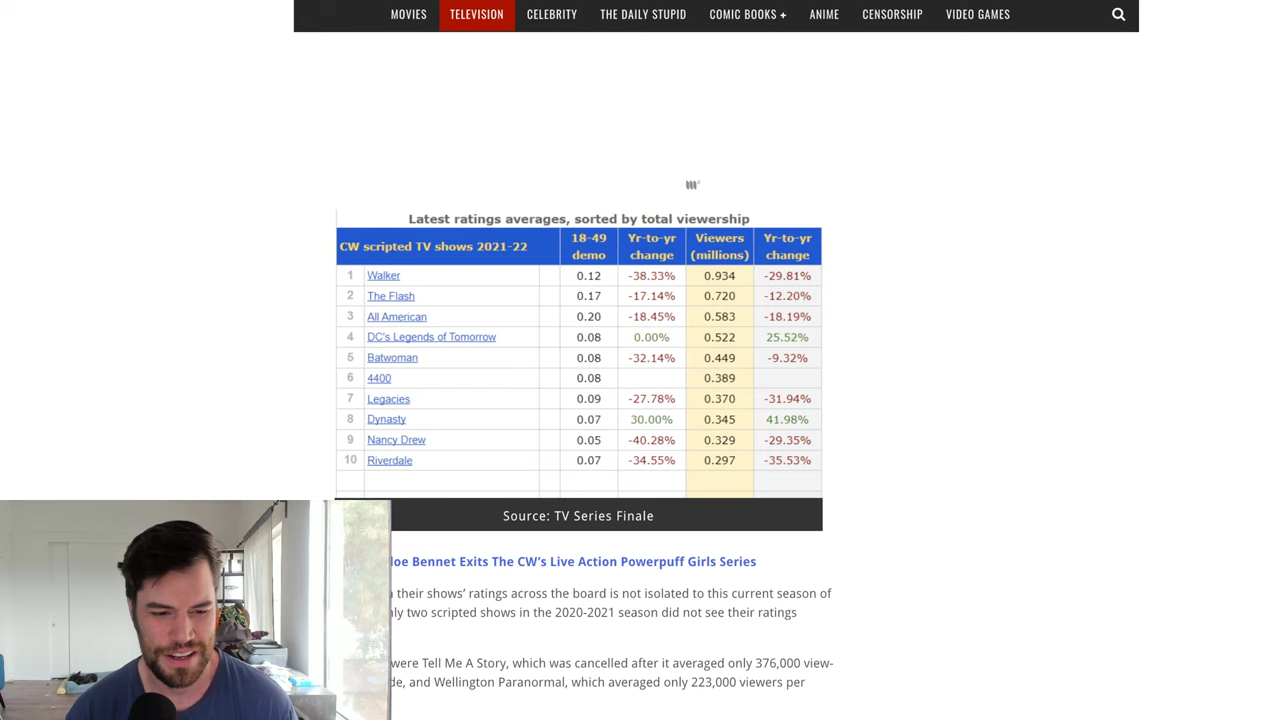 MOVIES TELEVISION CELEBRITY THE DAILY STUPID COMIC BOOKS + ANIME CENSORSHIP VIDEO GAMES
Latest ratings averages, sorted by total viewership
CW scripted TV shows 2021-22 18-49 demo Yr-to-yr change Viewers (millions) Yr-to-yr change
1 Walker 0.12 -38.33% 0.934 -29.81%
2 The Flash 0.17 -17.14% 0.720 -12.20%
3 All American 0.20 -18.45% 0.583 -18.19%
4 DC's Legends of Tomorrow 0.08 0.00% 0.522 25.52%
5 Batwoman 0.08 -32.14% 0.449 -9.32%
6 4400 0.08 0.389
7 Legacies 0.09 -27.78% 0.370 -31.94%
8 Dynasty 0.07 30.00% 0.345 41.98%
9 Nancy Drew 0.05 -40.28% 0.329 -29.35%
10 Riverdale 0.07 -34.55% 0.297 -35.53%
Source: TV Series Finale
Bennet Exits The CW's Live Action Powerpuff Girls Series
their shows' ratings across the board is not isolated to this current season of
two scripted shows in the 2020-2021 season did not see their ratings
were Tell Me A Story, which was cancelled after it averaged only 376,000 view-
and Wellington Paranormal, which averaged only 223,000 viewers per